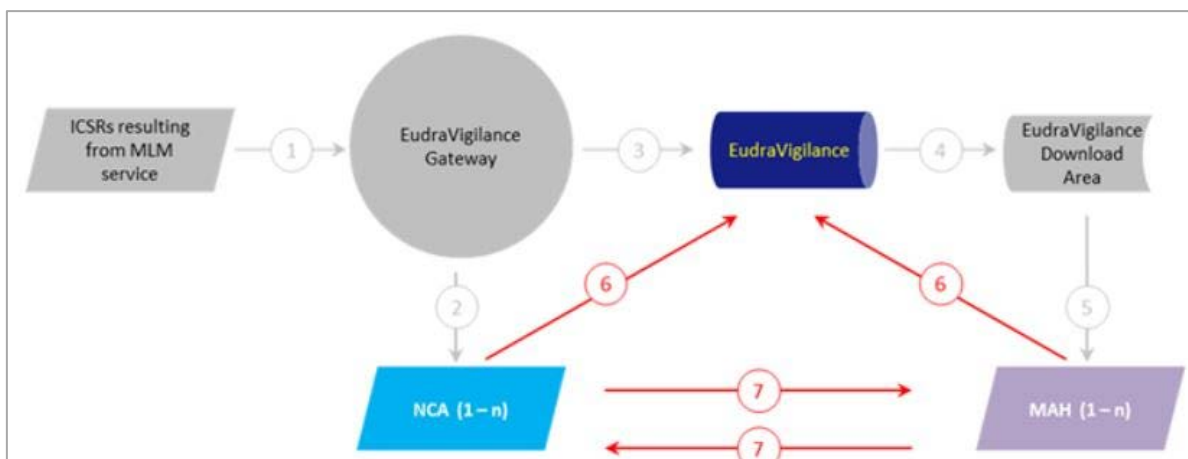 ICSRs resulting
from MLM
service
1
EudraVigilance
Gateway
3
EudraVigilance
4
EudraVigilance
Download
Area
2
6
6
5
NCA (1 – n)
7
MAH (1 – n)
7